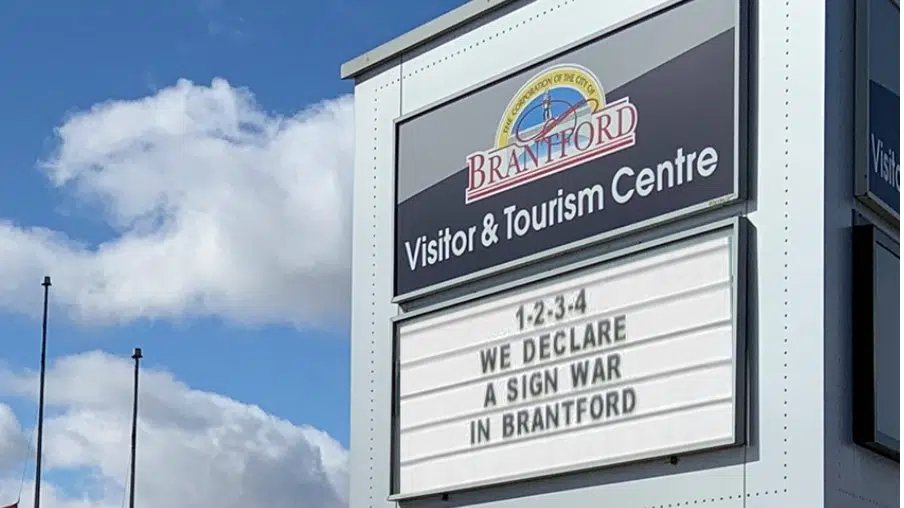 THE CORPORATION OF THE CITY OF
BRANTFORD
Visitor & Tourism Centre
1-2-3-4
WE DECLARE
A SIGN WAR
IN BRANTFORD